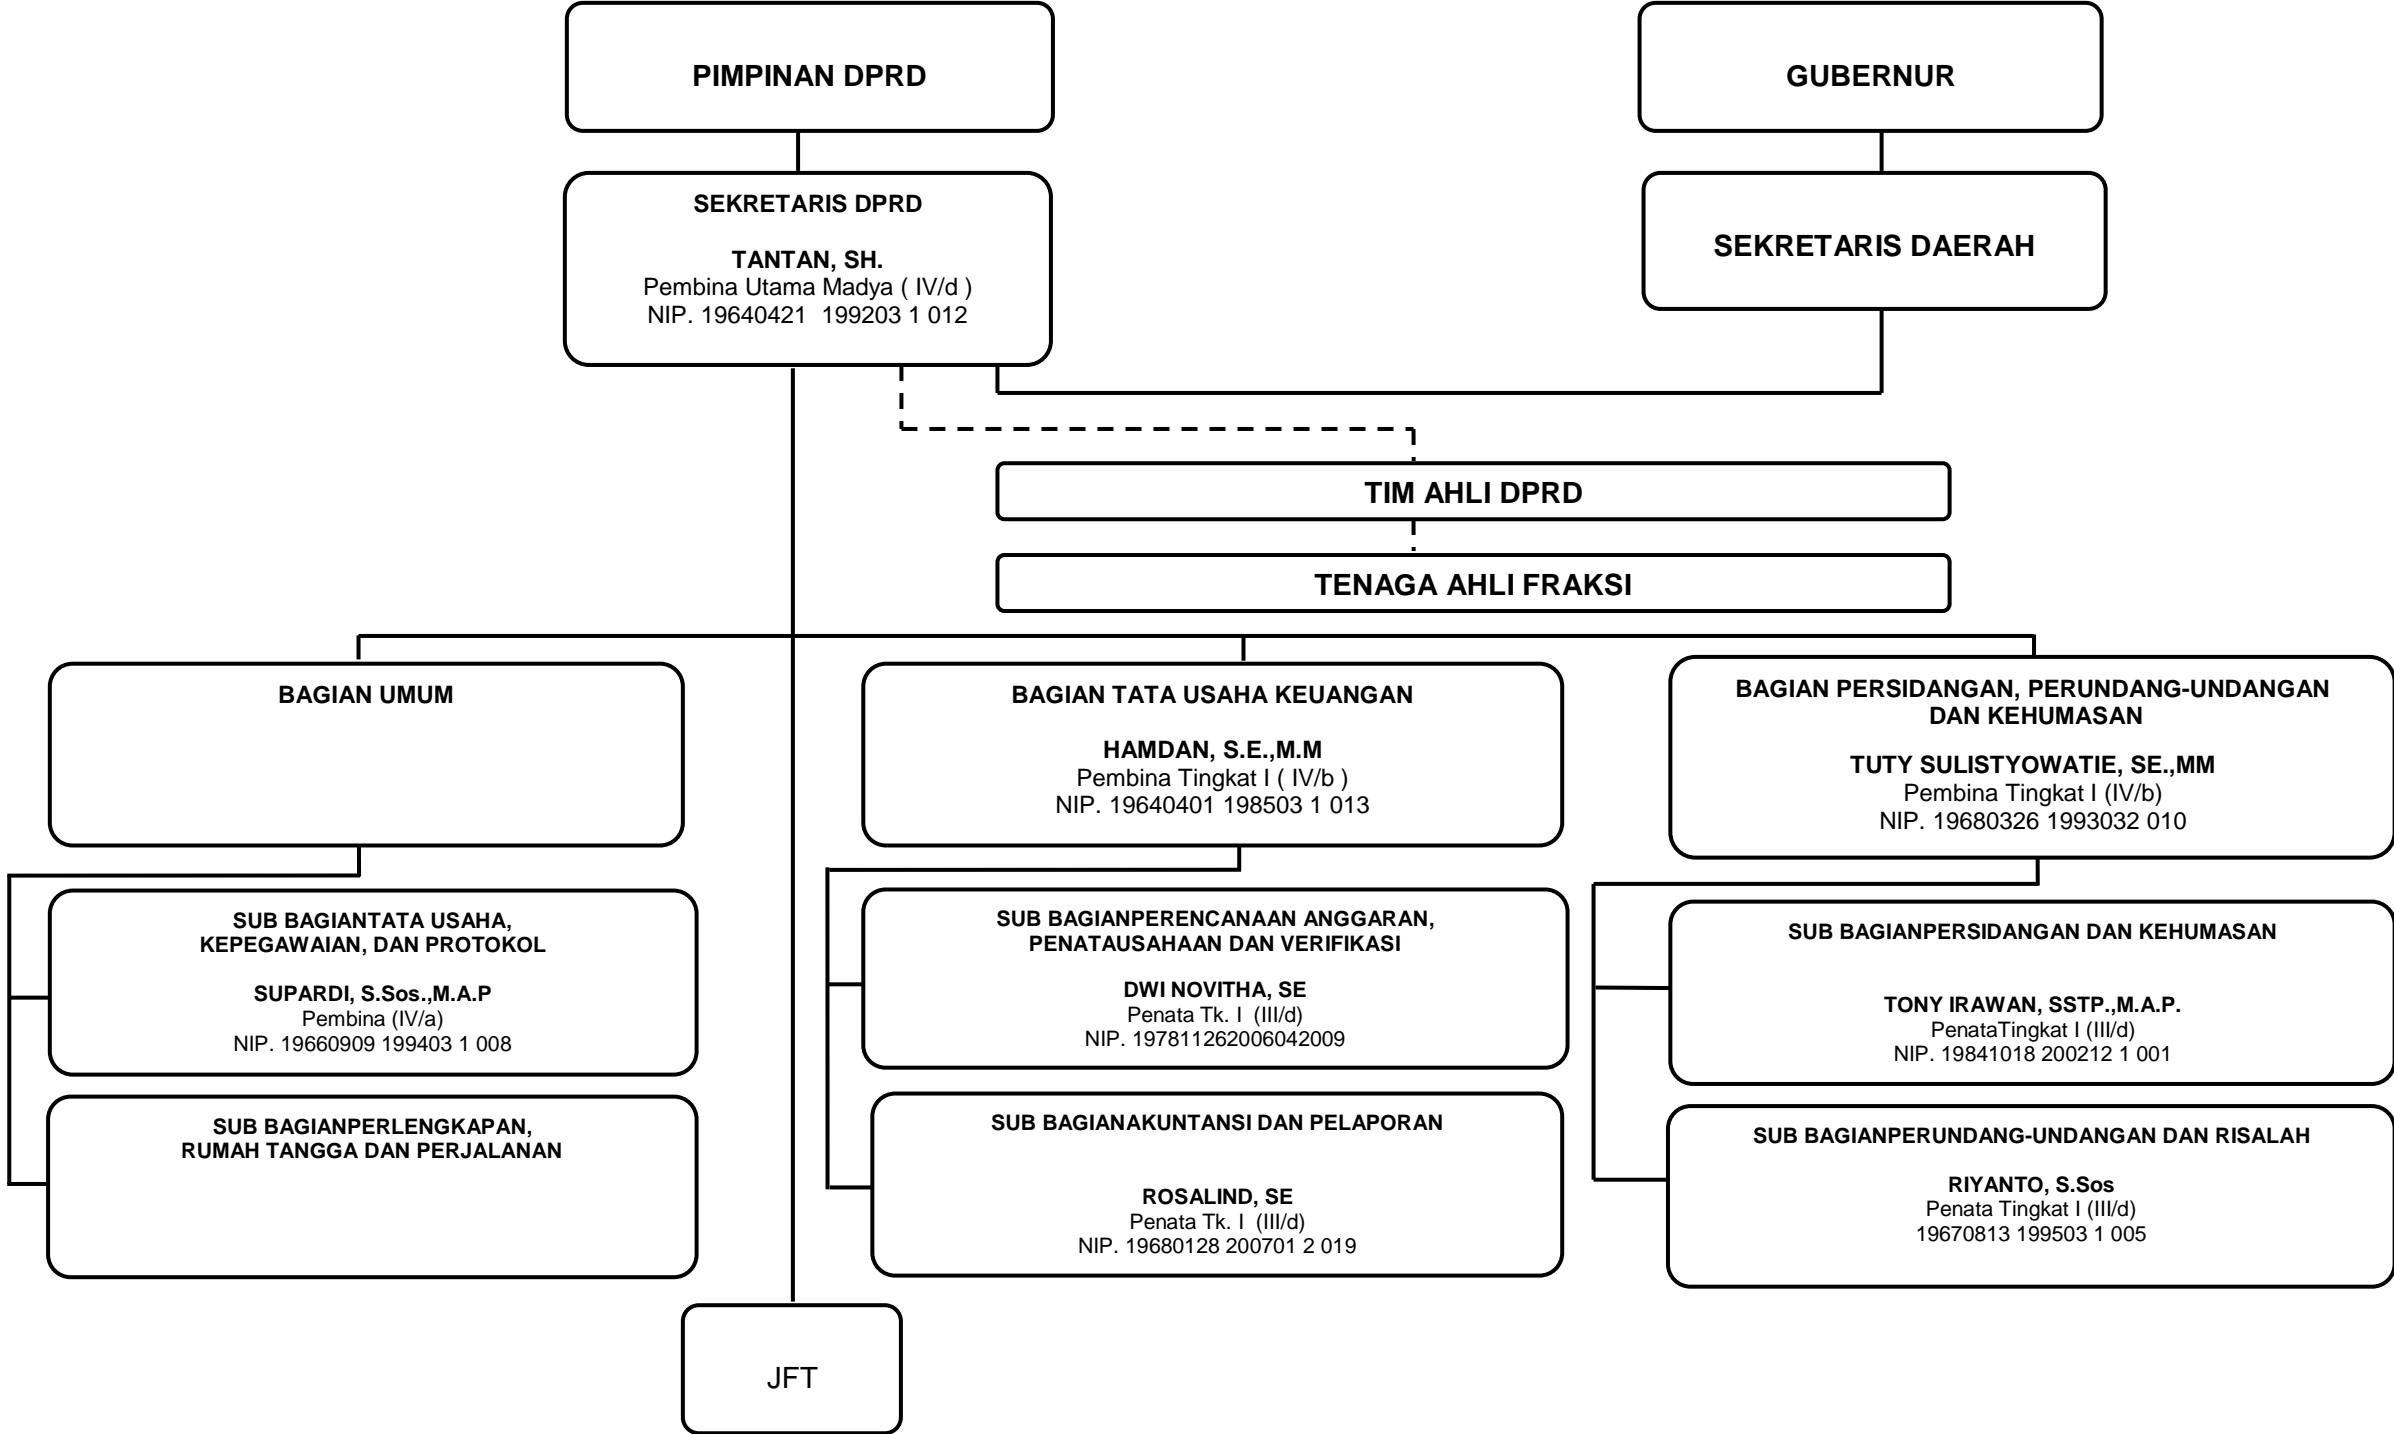 PIMPINAN DPRD
GUBERNUR
SEKRETARIS DPRD
TANTAN, SH.
Pembina Utama Madya ( IV/d )
NIP. 19640421  199203 1 012
SEKRETARIS DAERAH
TIM AHLI DPRD
TENAGA AHLI FRAKSI
BAGIAN UMUM
BAGIAN TATA USAHA KEUANGAN
HAMDAN, S.E.,M.M
Pembina Tingkat I ( IV/b )
NIP. 19640401 198503 1 013
BAGIAN PERSIDANGAN, PERUNDANG-UNDANGAN
DAN KEHUMASAN
TUTY SULISTYOWATIE, SE.,MM
Pembina Tingkat I (IV/b)
NIP. 19680326 1993032 010
SUB BAGIANTATA USAHA,
KEPEGAWAIAN, DAN PROTOKOL
SUPARDI, S.Sos.,M.A.P
Pembina (IV/a)
NIP. 19660909 199403 1 008
SUB BAGIANPERENCANAAN ANGGARAN,
PENATAUSAHAAN DAN VERIFIKASI
DWI NOVITHA, SE
Penata Tk. I  (III/d)
NIP. 197811262006042009
SUB BAGIANPERSIDANGAN DAN KEHUMASAN
TONY IRAWAN, SSTP.,M.A.P.
PenataTingkat I (III/d)
NIP. 19841018 200212 1 001
SUB BAGIANPERLENGKAPAN,
RUMAH TANGGA DAN PERJALANAN
SUB BAGIANAKUNTANSI DAN PELAPORAN
ROSALIND, SE
Penata Tk. I  (III/d)
NIP. 19680128 200701 2 019
SUB BAGIANPERUNDANG-UNDANGAN DAN RISALAH
RIYANTO, S.Sos
Penata Tingkat I (III/d)
19670813 199503 1 005
JFT